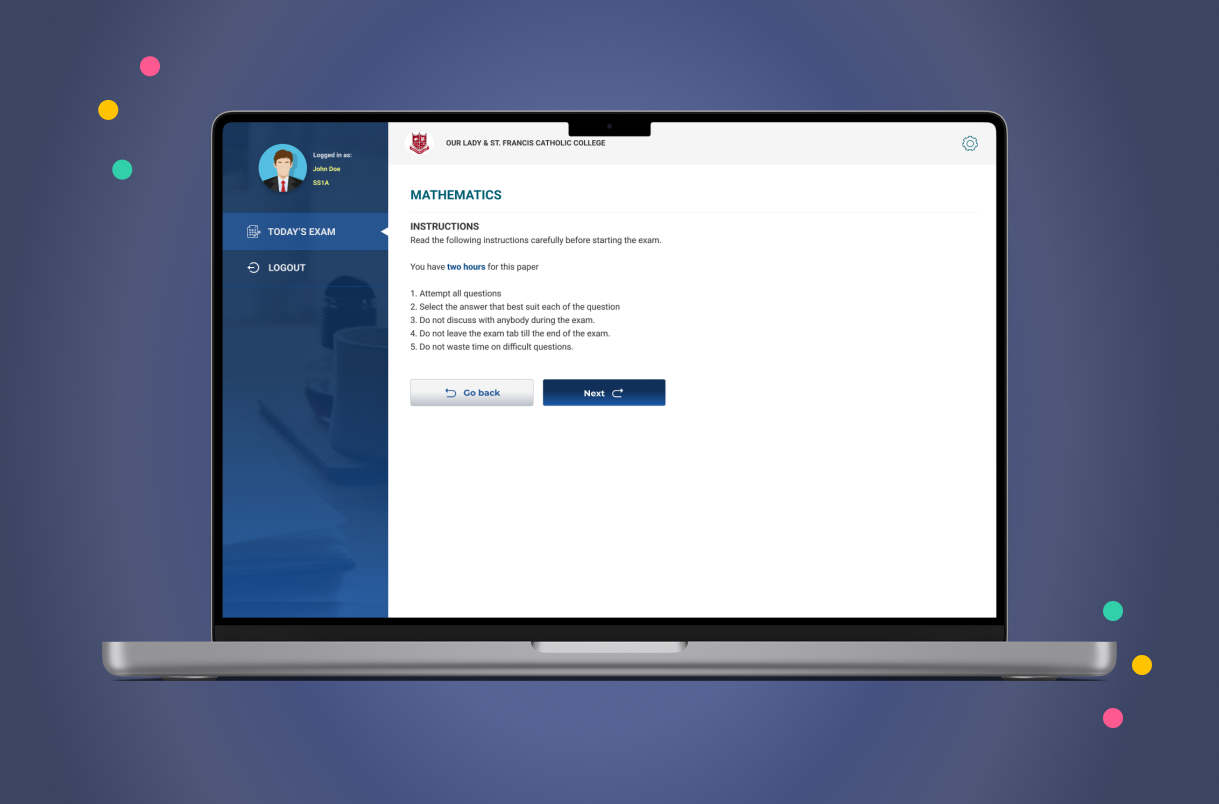 OUR LADY & ST. FRANCIS CATHOLIC COLLEGE
Logged in as:
John Doe
SS1A
TODAY'S EXAM
LOGOUT
MATHEMATICS
INSTRUCTIONS
Read the following instructions carefully before starting the exam.
You have two hours for this paper
1. Attempt all questions
2. Select the answer that best suit each of the question
3. Do not discuss with anybody during the exam.
4. Do not leave the exam tab till the end of the exam.
5. Do not waste time on difficult questions.
Go back
Next